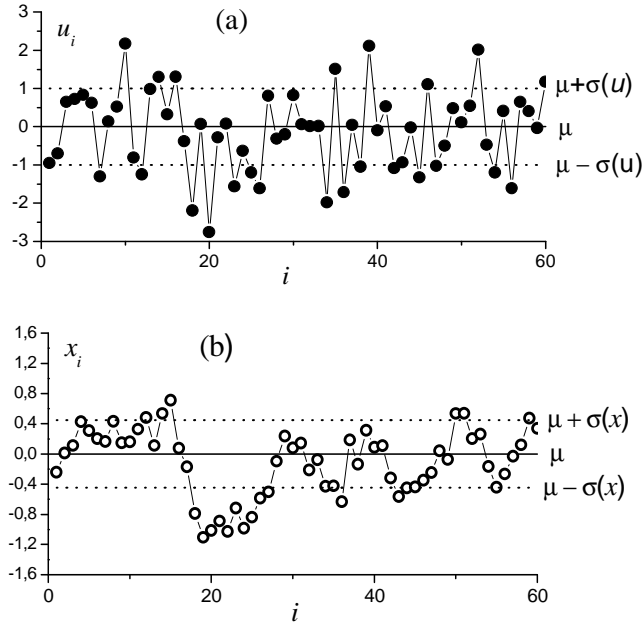 (a)
u_i
3
2
1
0
-1
-2
-3
0
20
40
60
i
μ+σ(u)
μ
μ − σ(u)
(b)
x_i
1,6
1,2
0,8
0,4
0,0
-0,4
-0,8
-1,2
-1,6
0
20
40
60
i
μ + σ(x)
μ
μ − σ(x)